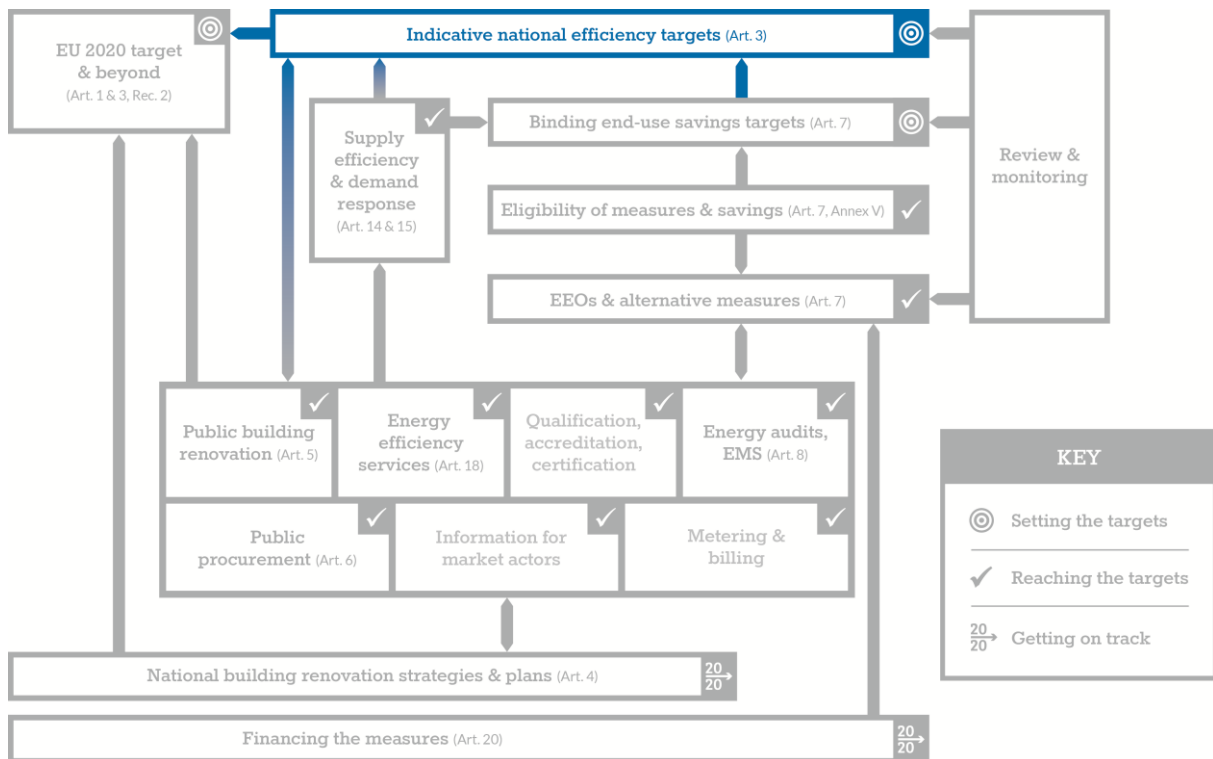 EU 2020 target
& beyond
(Art. 1 & 3, Rec. 2)
Indicative national efficiency targets (Art. 3)
Supply
efficiency
& demand
response
(Art. 14 & 15)
Binding end-use savings targets (Art. 7)
Eligibility of measures & savings (Art. 7, Annex V)
EEOs & alternative measures (Art. 7)
Review &
monitoring
Public building
renovation (Art. 5)
Energy
efficiency
services (Art. 18)
Qualification,
accreditation,
certification
Energy audits,
EMS (Art. 8)
Public
procurement (Art. 6)
Information for
market actors
Metering &
billing
National building renovation strategies & plans (Art. 4)
20
20
Financing the measures (Art. 20)
20
20
KEY
Setting the targets
Reaching the targets
20
20
Getting on track